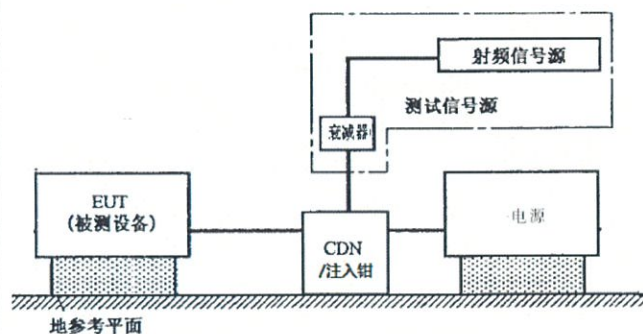 射频信号源
测试信号源
衰减器
EUT
(被测设备)
CDN
/注入钳
电源
地参考平面